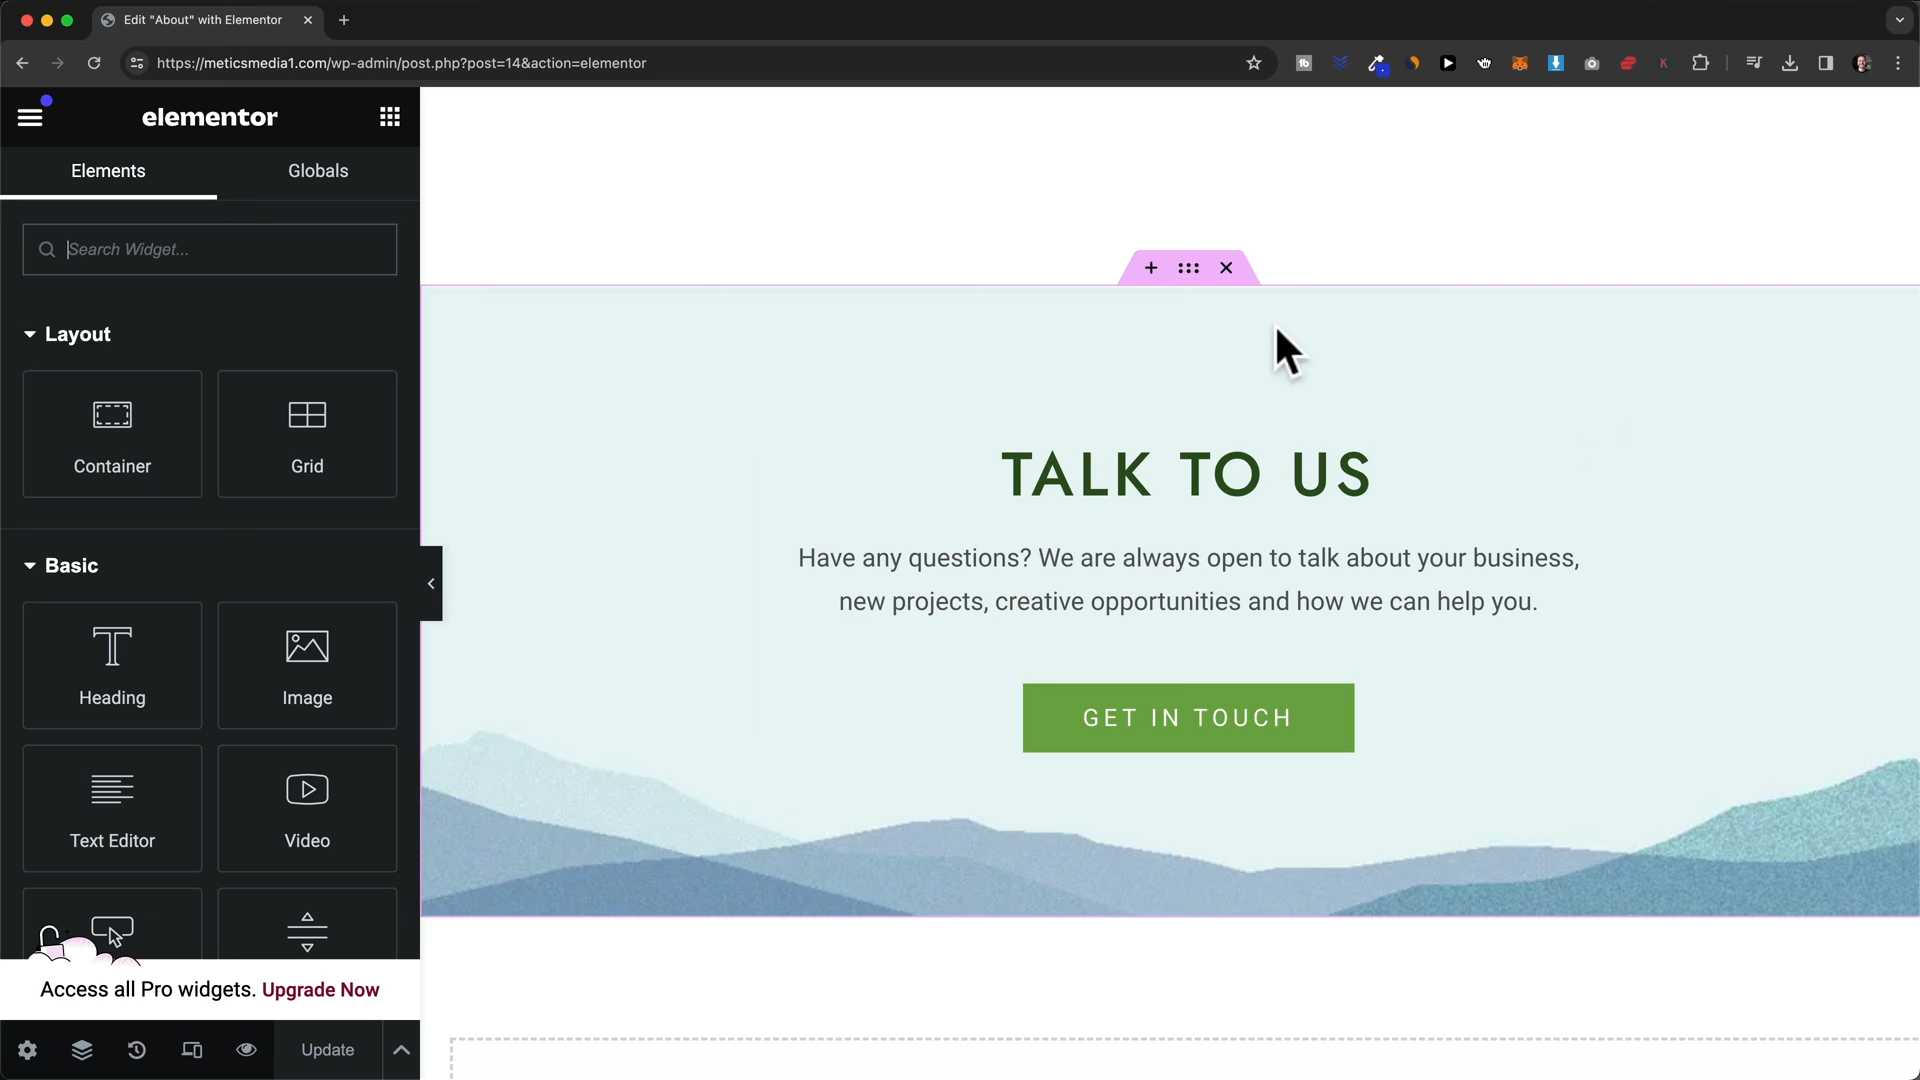 Edit "About" with Elementor
https://meticsmedia1.com/wp-admin/post.php?post=14&action=elementor
elementor
Elements Globals
Search Widget...
Layout
Container Grid
Basic
Heading Image
Text Editor Video
Access all Pro widgets. Upgrade Now
Update
TALK TO US
Have any questions? We are always open to talk about your business,
new projects, creative opportunities and how we can help you.
GET IN TOUCH